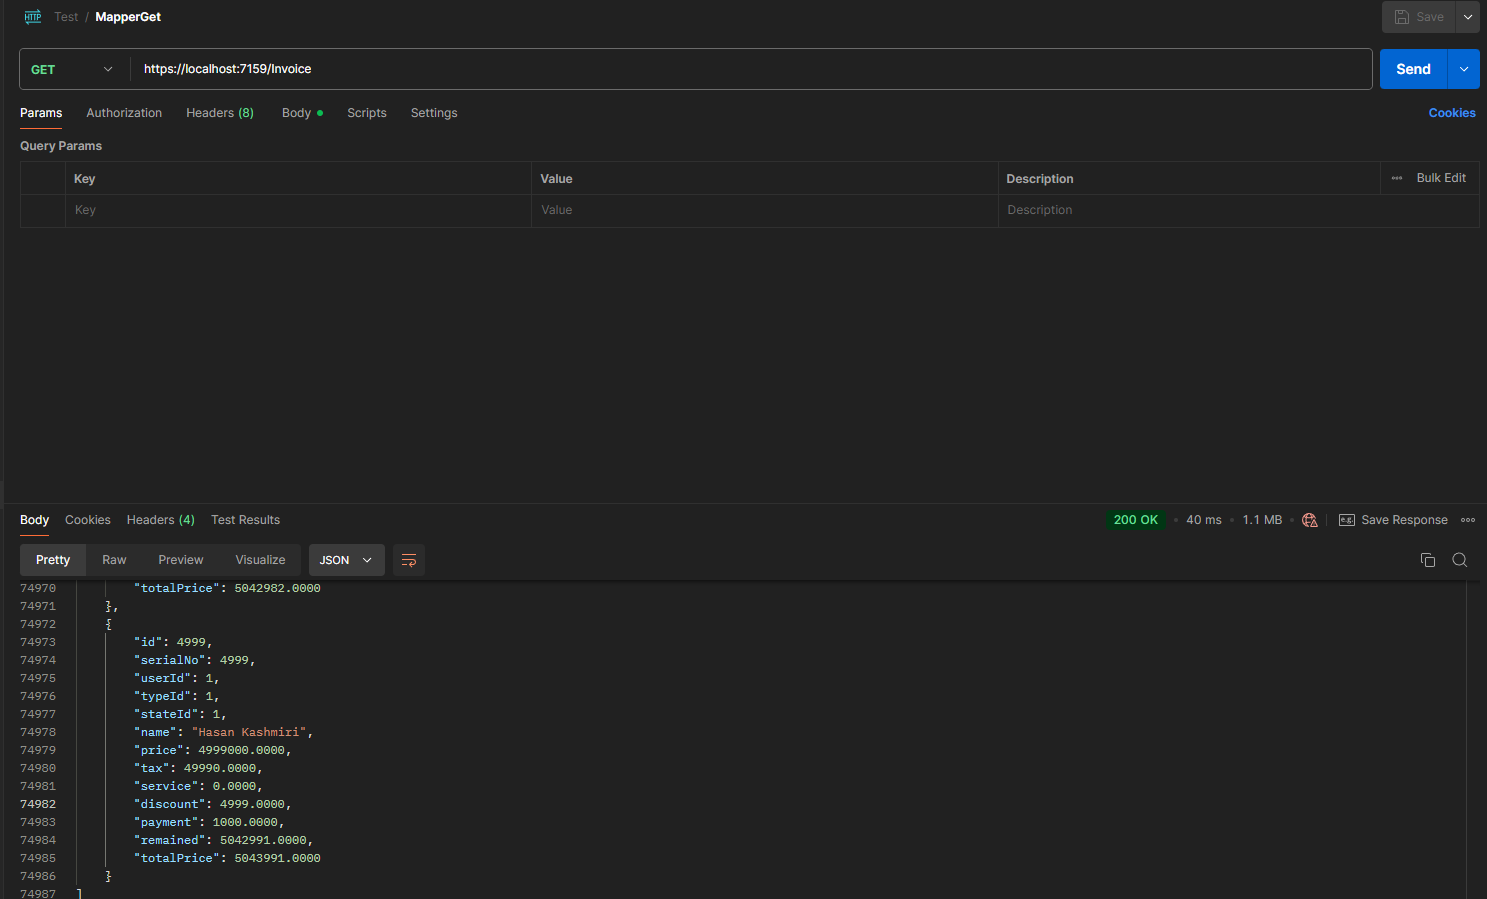 HTTP Test / MapperGet Save
GET https://localhost:7159/Invoice Send
Params Authorization Headers (8) Body Scripts Settings Cookies
Query Params
Key Value Description Bulk Edit
Key Value Description
Body Cookies Headers (4) Test Results 200 OK 40 ms 1.1 MB e.g. Save Response
Pretty Raw Preview Visualize JSON
74970 "totalPrice": 5042982.0000
74971 },
74972 {
74973 "id": 4999,
74974 "serialNo": 4999,
74975 "userId": 1,
74976 "typeId": 1,
74977 "stateId": 1,
74978 "name": "Hasan Kashmiri",
74979 "price": 4999000.0000,
74980 "tax": 49990.0000,
74981 "service": 0.0000,
74982 "discount": 4999.0000,
74983 "payment": 1000.0000,
74984 "remained": 5042991.0000,
74985 "totalPrice": 5043991.0000
74986 }
74987 ]